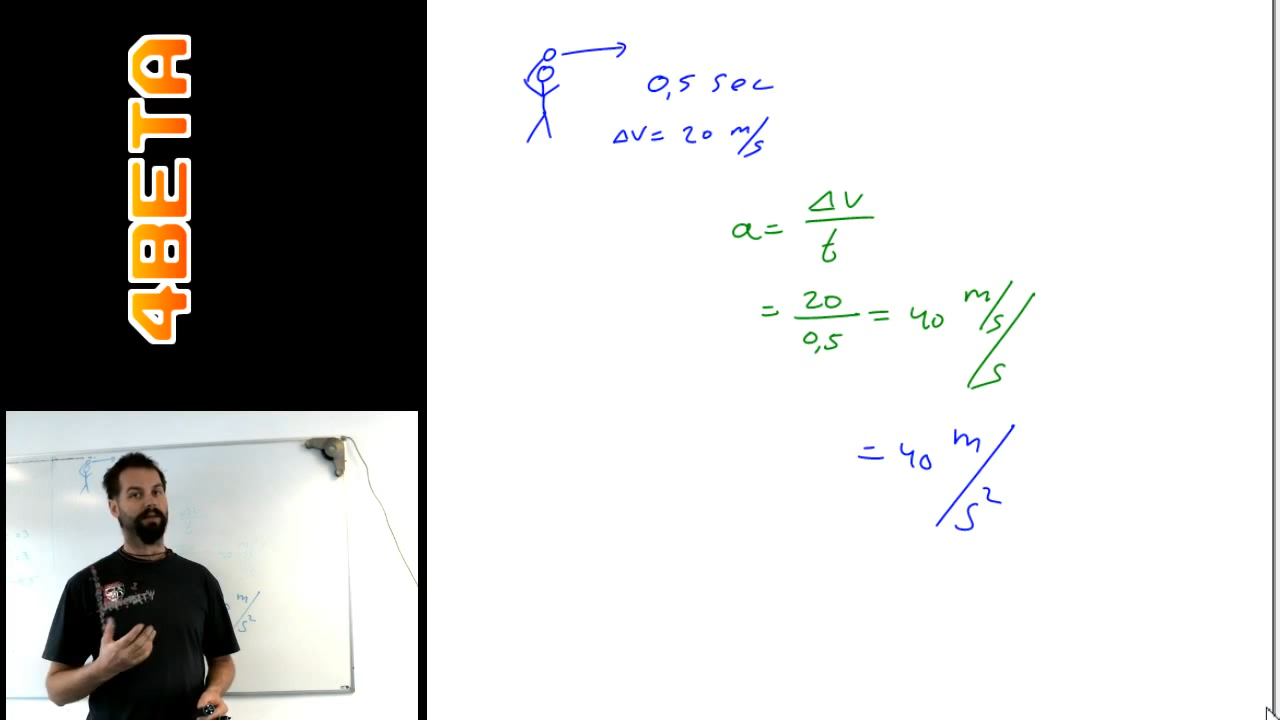 4BETA
0,5 sec
ΔV = 20 m/s
a = ΔV/t
= 20/0,5 = 40 m/s/s
= 40 m/s²